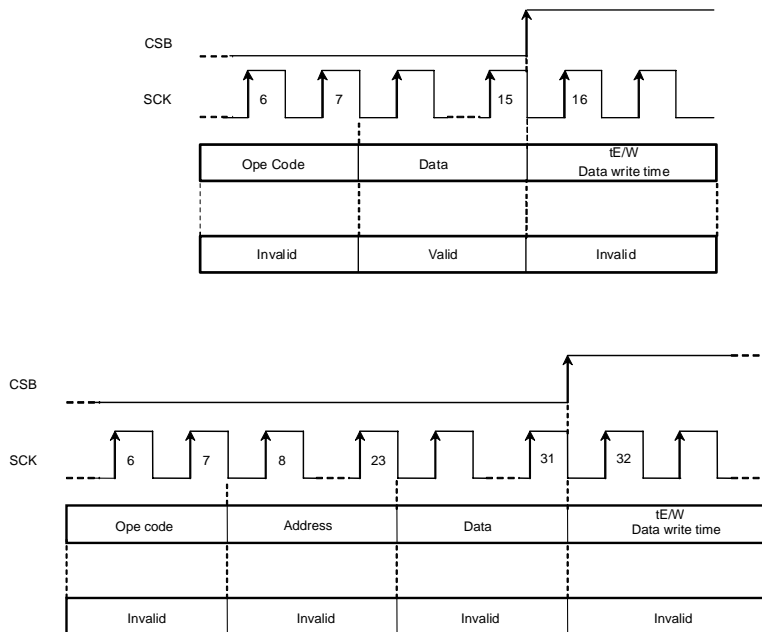 CSB
SCK 6 7 15 16
Ope Code Data tE/W
Data write time
Invalid Valid Invalid
CSB
SCK 6 7 8 23 31 32
Ope code Address Data tE/W
Data write time
Invalid Invalid Invalid Invalid